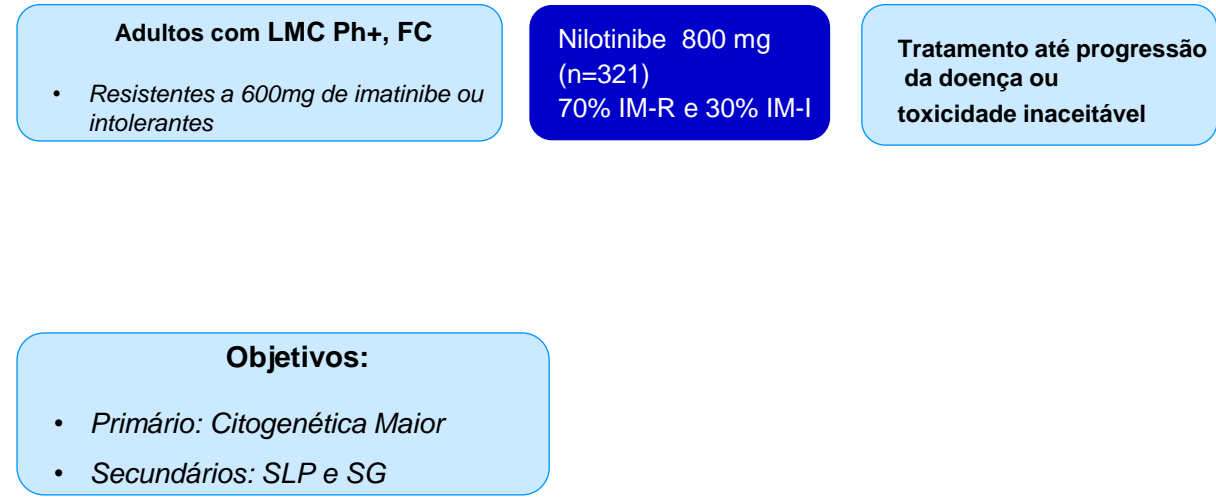 Adultos com LMC Ph+, FC
• Resistentes a 600mg de imatinibe ou
intolerantes
Nilotinibe 800 mg
(n=321)
70% IM-R e 30% IM-I
Tratamento até progressão
da doença ou
toxicidade inaceitável
Objetivos:
• Primário: Citogenética Maior
• Secundários: SLP e SG